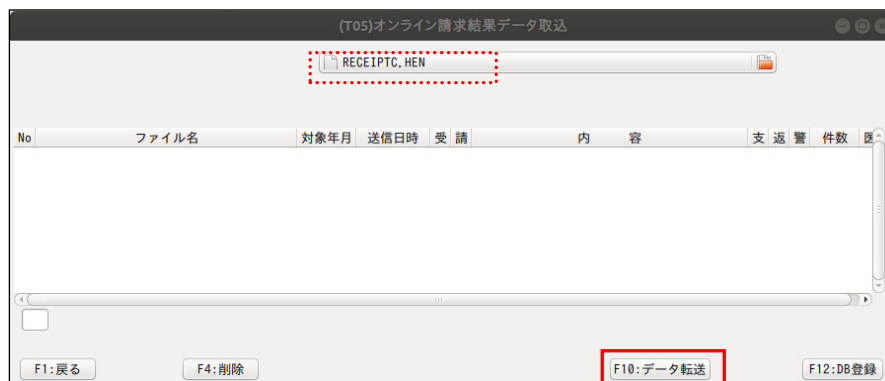 (T05)オンライン請求結果データ取込
RECEIPTC.HEN
No ファイル名 対象年月 送信日時 受 請 内 容 支 返 警 件数 医
F1:戻る F4:削除 F10:データ転送 F12:DB登録